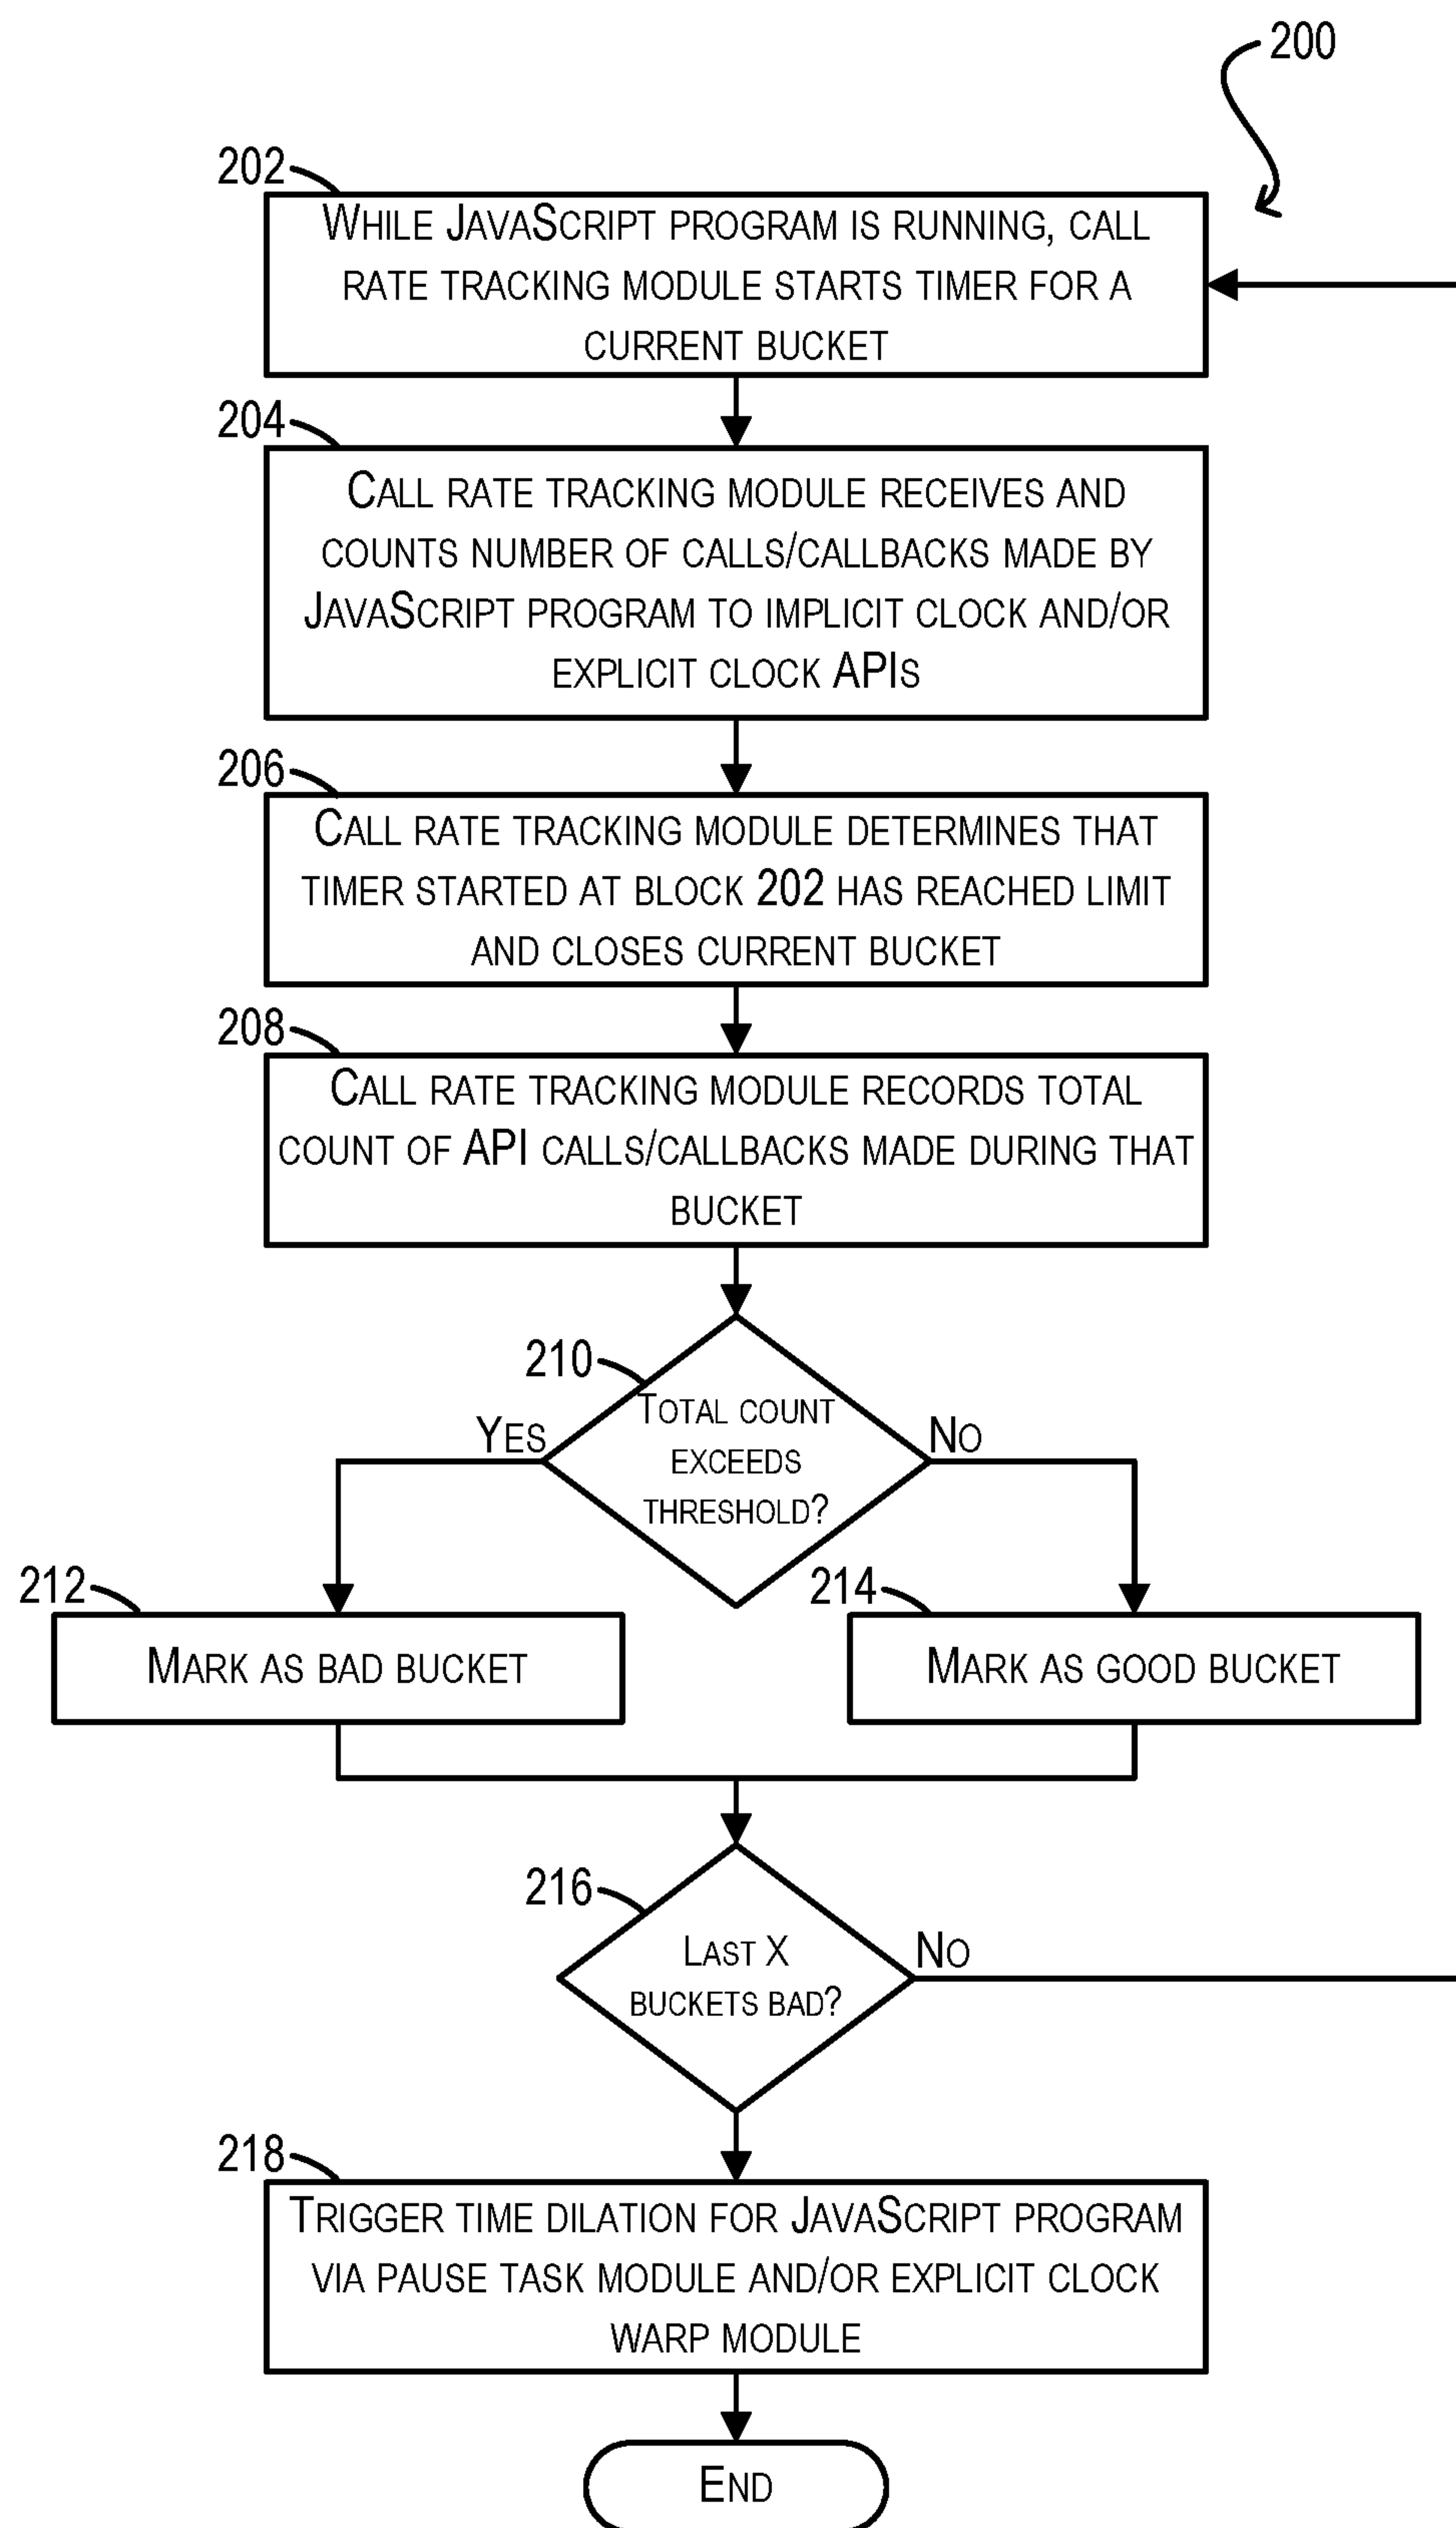 200
202
While JavaScript program is running, call
rate tracking module starts timer for a
current bucket
204
Call rate tracking module receives and
counts number of calls/callbacks made by
JavaScript program to implicit clock and/or
explicit clock APIs
206
Call rate tracking module determines that
timer started at block 202 has reached limit
and closes current bucket
208
Call rate tracking module records total
count of API calls/callbacks made during that
bucket
210
Total count
exceeds
threshold?
Yes
No
212
Mark as bad bucket
214
Mark as good bucket
216
Last X
buckets bad?
No
218
Trigger time dilation for JavaScript program
via pause task module and/or explicit clock
warp module
End